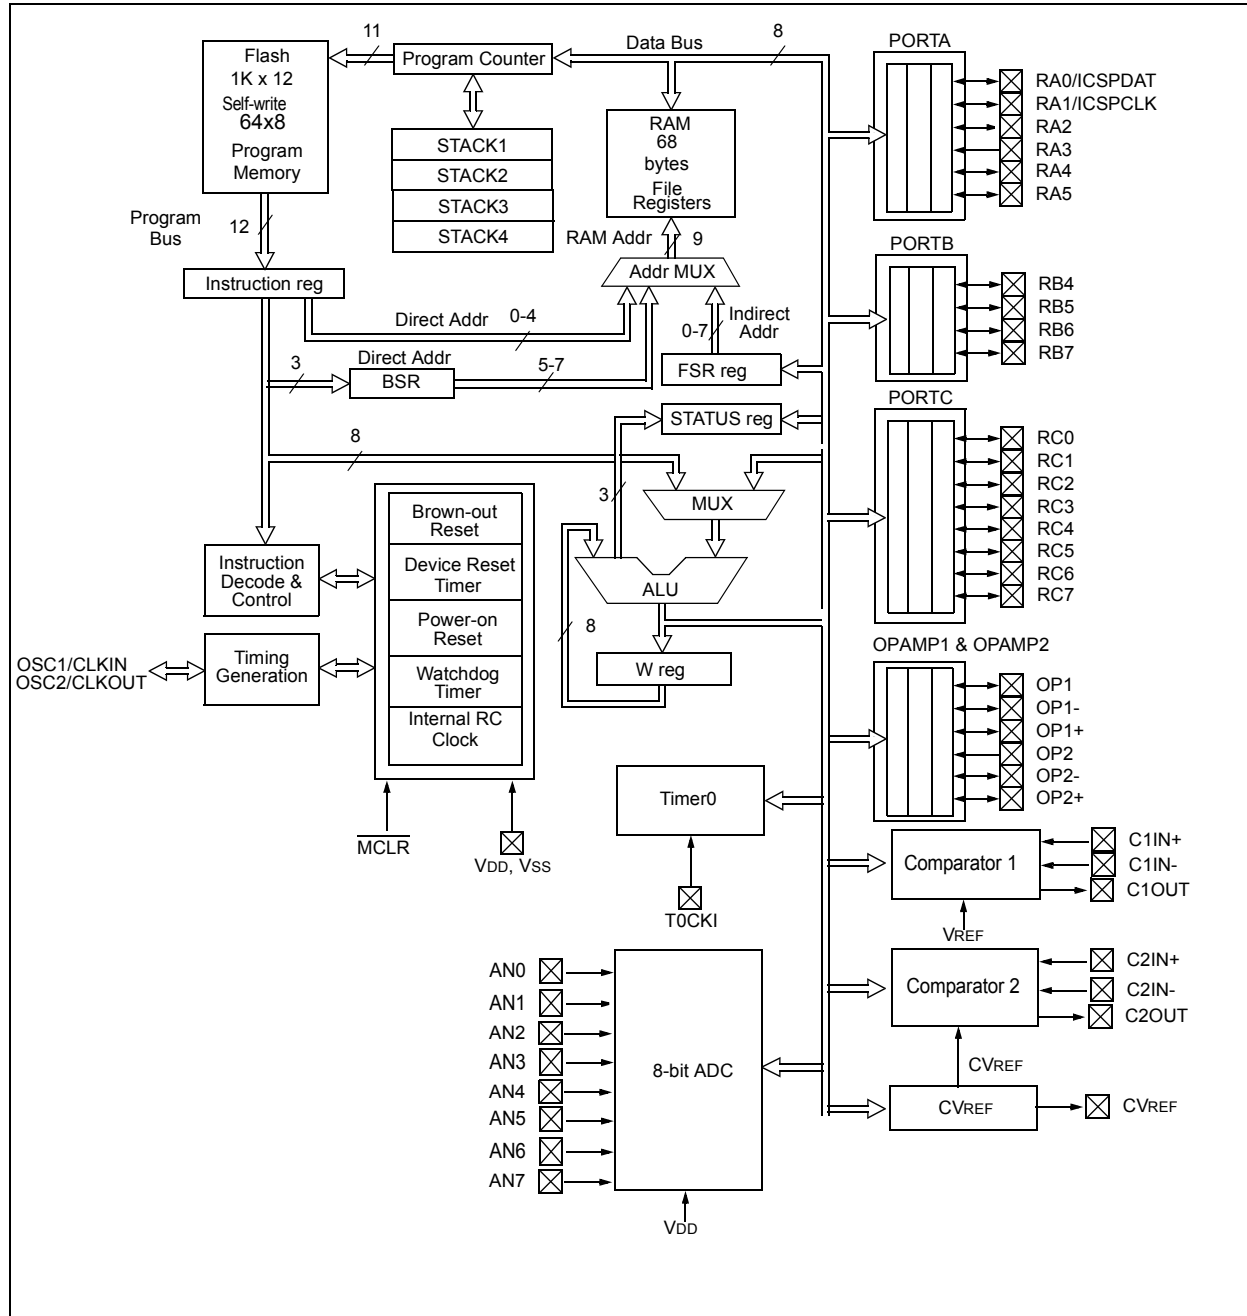 11
Program Counter
Data Bus
8
PORTA
Flash
1K x 12
Self-write
64x8
Program
Memory
STACK1
STACK2
STACK3
STACK4
RAM
68
bytes
File
Registers
RA0/ICSPDAT
RA1/ICSPCLK
RA2
RA3
RA4
RA5
Program
Bus
12
RAM Addr
9
PORTB
Instruction reg
Addr MUX
RB4
RB5
RB6
RB7
Direct Addr
0-4
0-7
Indirect
Addr
3
Direct Addr
BSR
5-7
FSR reg
PORTC
STATUS reg
8
3
MUX
RC0
RC1
RC2
RC3
RC4
RC5
RC6
RC7
Brown-out
Reset
Device Reset
Timer
Power-on
Reset
Watchdog
Timer
Internal RC
Clock
Instruction
Decode &
Control
ALU
8
W reg
OSC1/CLKIN
OSC2/CLKOUT
Timing
Generation
OPAMP1 & OPAMP2
OP1
OP1-
OP1+
OP2
OP2-
OP2+
MCLR
VDD, VSS
Timer0
T0CKI
Comparator 1
C1IN+
C1IN-
C1OUT
VREF
Comparator 2
C2IN+
C2IN-
C2OUT
CVREF
CVREF
CVREF
AN0
AN1
AN2
AN3
AN4
AN5
AN6
AN7
8-bit ADC
VDD